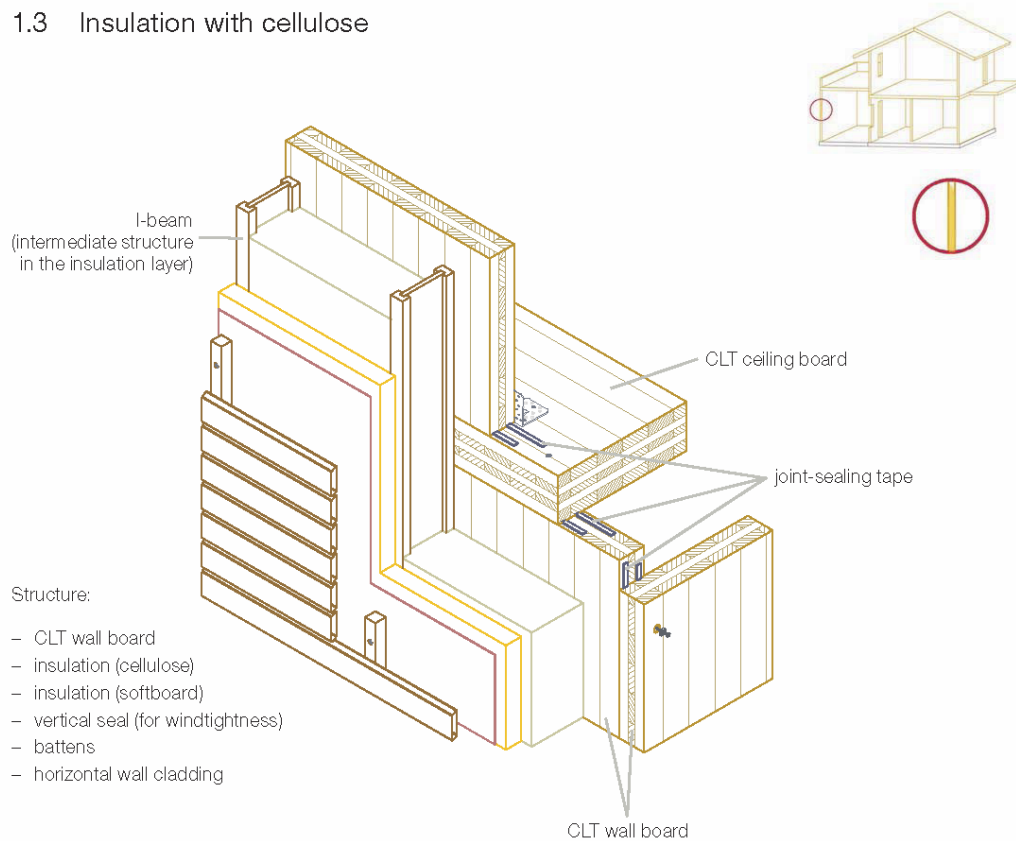 1.3 Insulation with cellulose
I-beam
(intermediate structure
in the insulation layer)
CLT ceiling board
joint-sealing tape
Structure:
– CLT wall board
– insulation (cellulose)
– insulation (softboard)
– vertical seal (for windtightness)
– battens
– horizontal wall cladding
CLT wall board